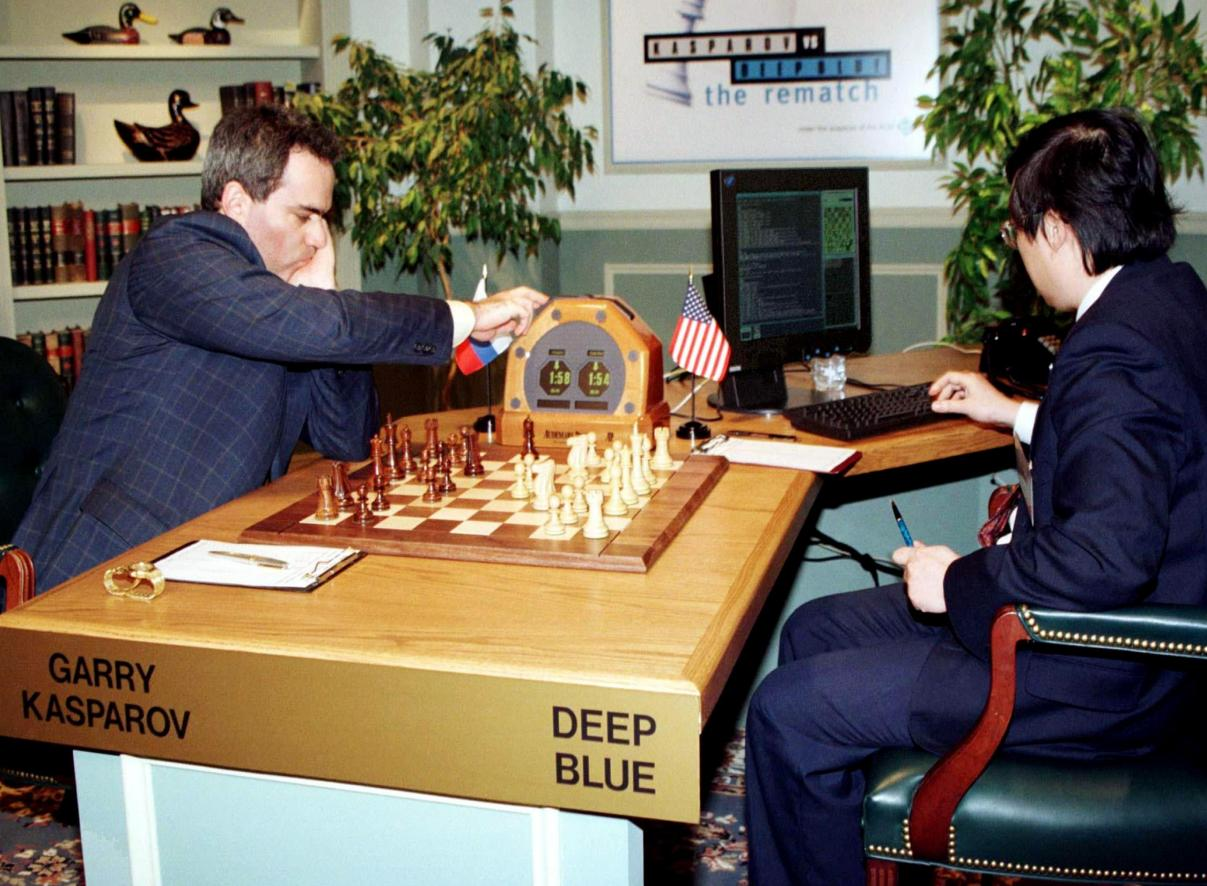 KASPAROV VS
DEEP BLUE
the rematch
1:58
1:54
GARRY
KASPAROV
DEEP
BLUE